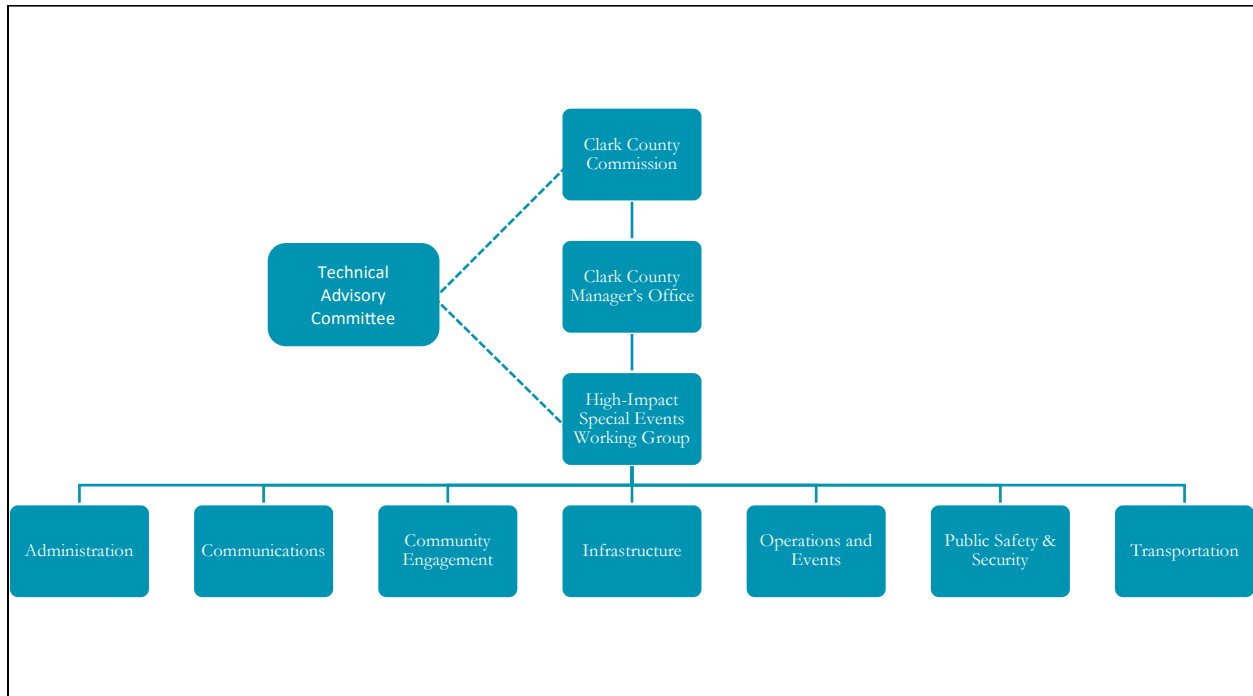 Clark County
Commission
Technical
Advisory
Committee
Clark County
Manager’s Office
High-Impact
Special Events
Working Group
Administration
Communications
Community
Engagement
Infrastructure
Operations and
Events
Public Safety &
Security
Transportation